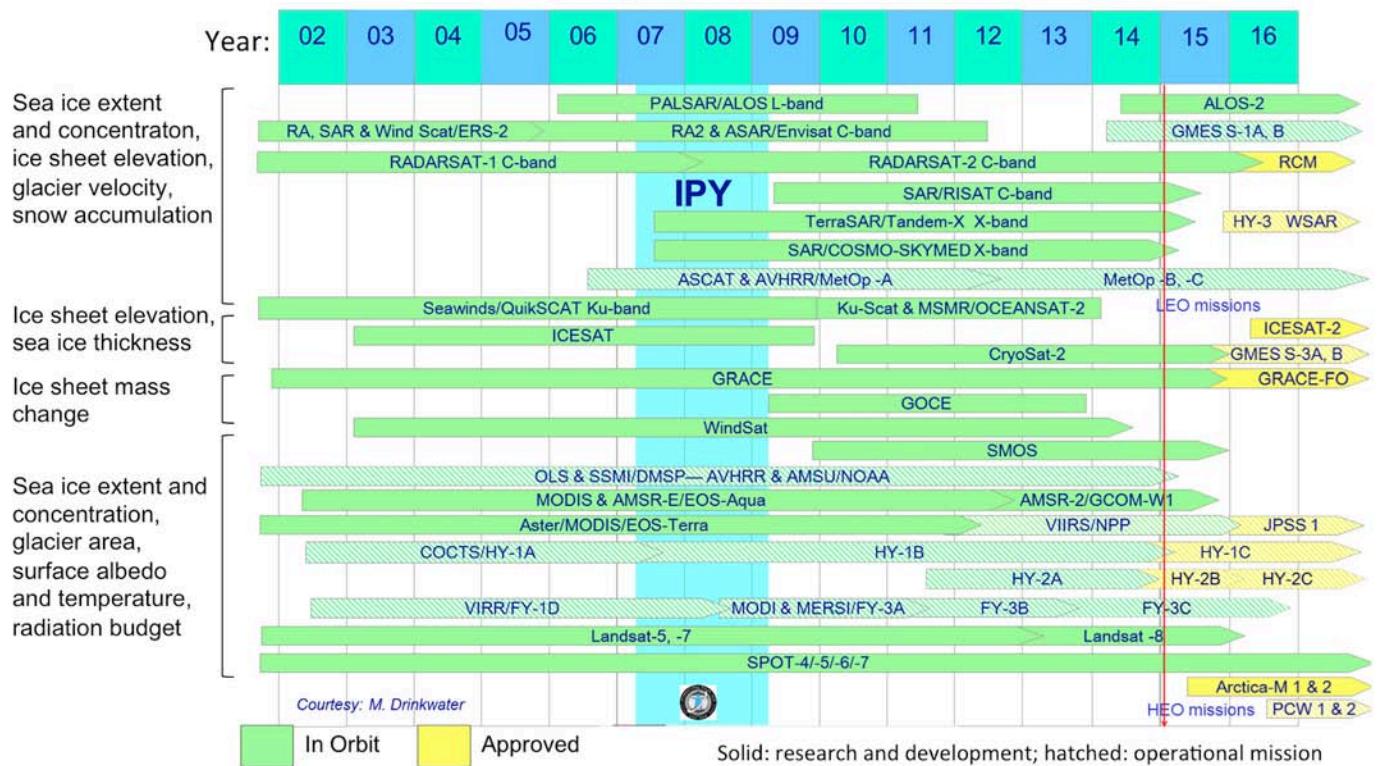 Year: 02 03 04 05 06 07 08 09 10 11 12 13 14 15 16
Sea ice extent
and concentraton,
ice sheet elevation,
glacier velocity,
snow accumulation
PALSAR/ALOS L-band ALOS-2
RA, SAR & Wind Scat/ERS-2 RA2 & ASAR/Envisat C-band GMES S-1A, B
RADARSAT-1 C-band RADARSAT-2 C-band RCM
IPY
SAR/RISAT C-band
TerraSAR/Tandem-X X-band HY-3 WSAR
SAR/COSMO-SKYMED X-band
ASCAT & AVHRR/MetOp -A MetOp -B, -C
Ice sheet elevation,
sea ice thickness
Seawinds/QuikSCAT Ku-band Ku-Scat & MSMR/OCEANSAT-2 LEO missions
ICESAT ICESAT-2
CryoSat-2 GMES S-3A, B
Ice sheet mass
change
GRACE GRACE-FO
GOCE
Sea ice extent and
concentration,
glacier area,
surface albedo
and temperature,
radiation budget
WindSat
SMOS
OLS & SSMI/DMSP— AVHRR & AMSU/NOAA
MODIS & AMSR-E/EOS-Aqua AMSR-2/GCOM-W1
Aster/MODIS/EOS-Terra VIIRS/NPP JPSS 1
COCTS/HY-1A HY-1B HY-1C
HY-2A HY-2B HY-2C
VIRR/FY-1D MODI & MERSI/FY-3A FY-3B FY-3C
Landsat-5, -7 Landsat -8
SPOT-4/-5/-6/-7
Arctica-M 1 & 2
Courtesy: M. Drinkwater HEO missions PCW 1 & 2
In Orbit Approved Solid: research and development; hatched: operational mission